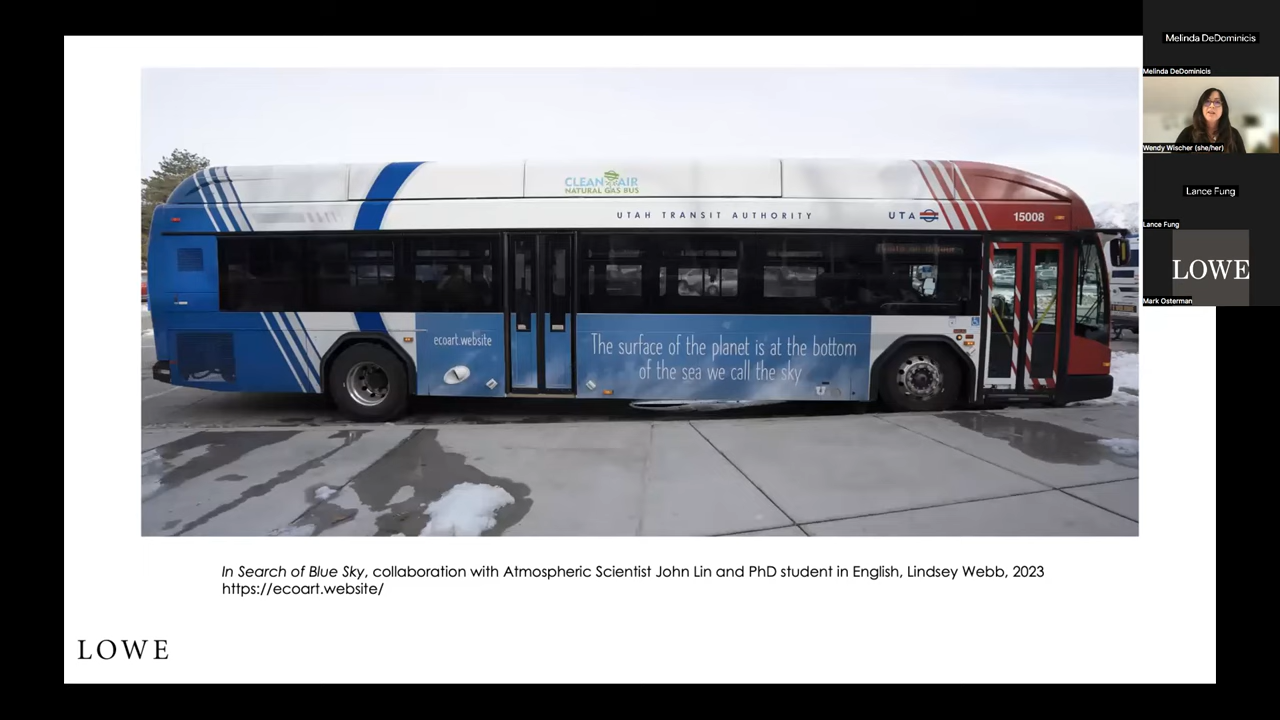 CLEAN AIR
NATURAL GAS BUS
UTAH TRANSIT AUTHORITY
UTA
15008
ecoart.website
The surface of the planet is at the bottom
of the sea we call the sky
U
In Search of Blue Sky, collaboration with Atmospheric Scientist John Lin and PhD student in English, Lindsey Webb, 2023
https://ecoart.website/
LOWE
Melinda DeDominicis
Melinda DeDominicis
Wendy Wischer (she/her)
Lance Fung
Lance Fung
LOWE
Mark Osterman